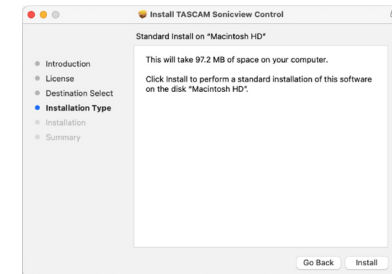 Install TASCAM Sonicview Control
Standard Install on “Macintosh HD”
Introduction
License
Destination Select
Installation Type
Installation
Summary
This will take 97.2 MB of space on your computer.
Click Install to perform a standard installation of this software
on the disk “Macintosh HD”.
Go Back
Install